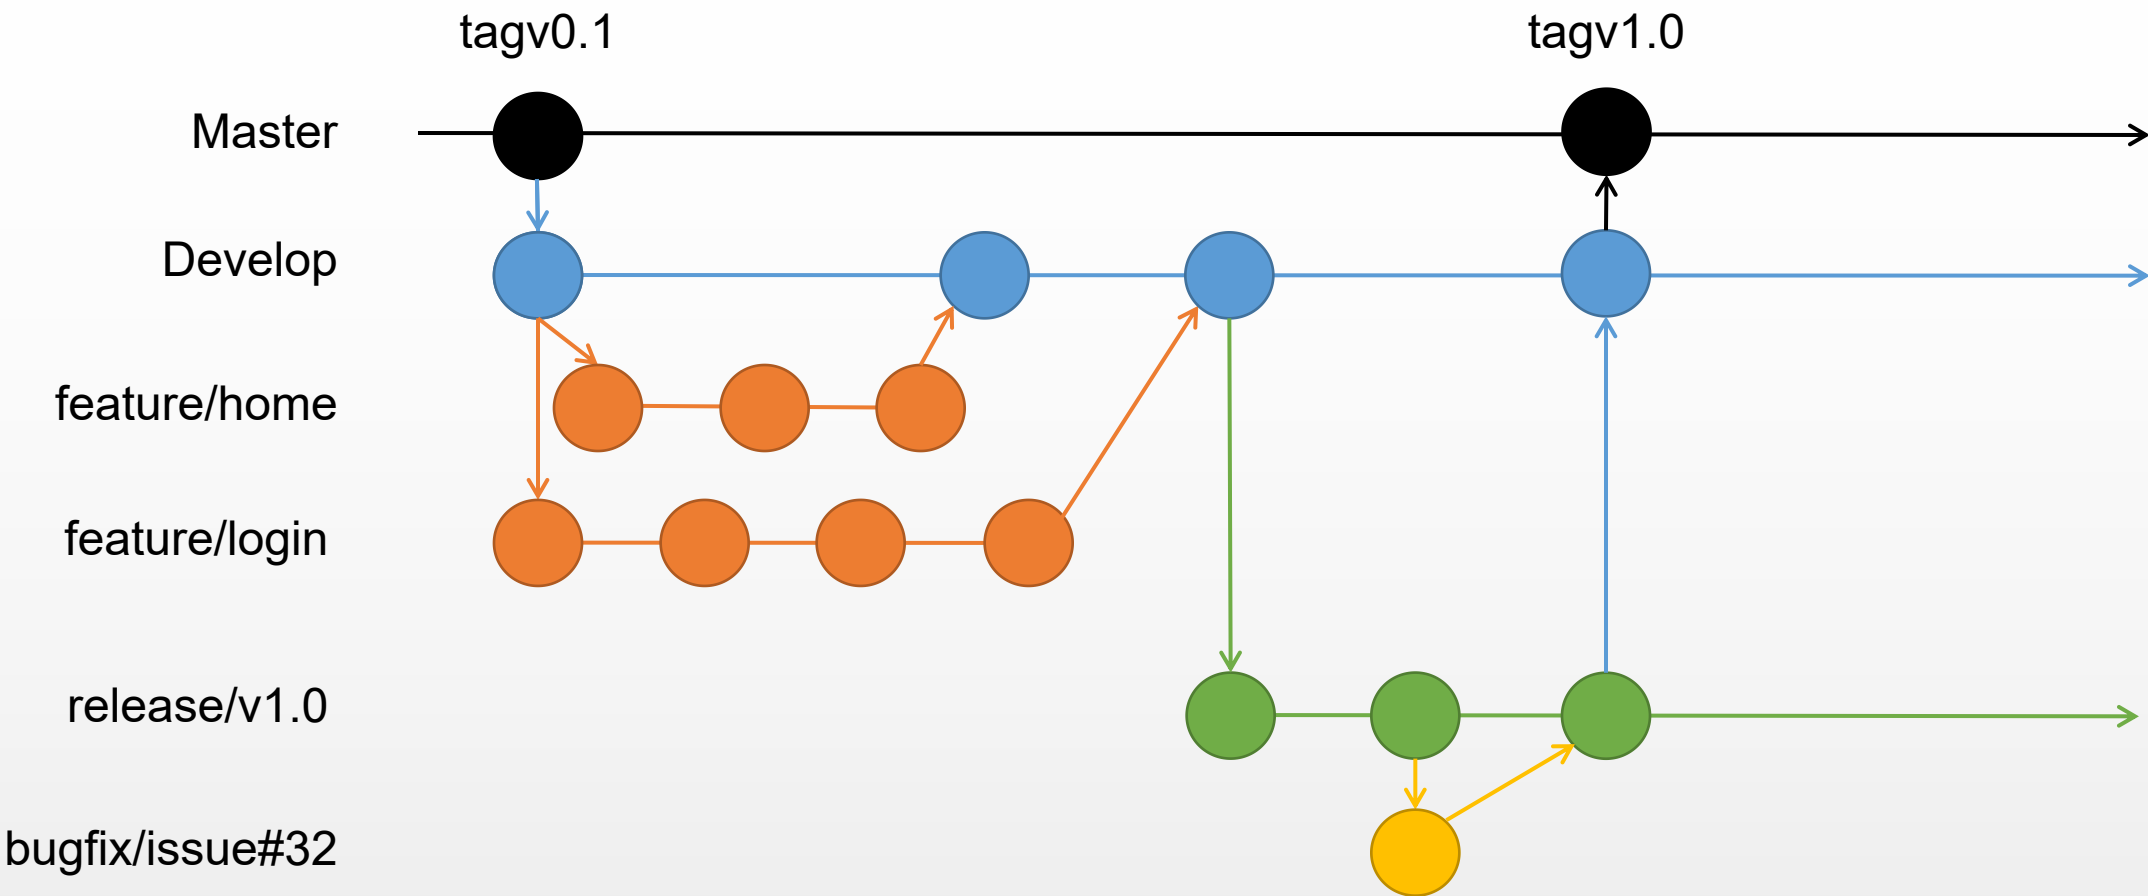 tagv0.1
tagv1.0
Master
Develop
feature/home
feature/login
release/v1.0
bugfix/issue#32